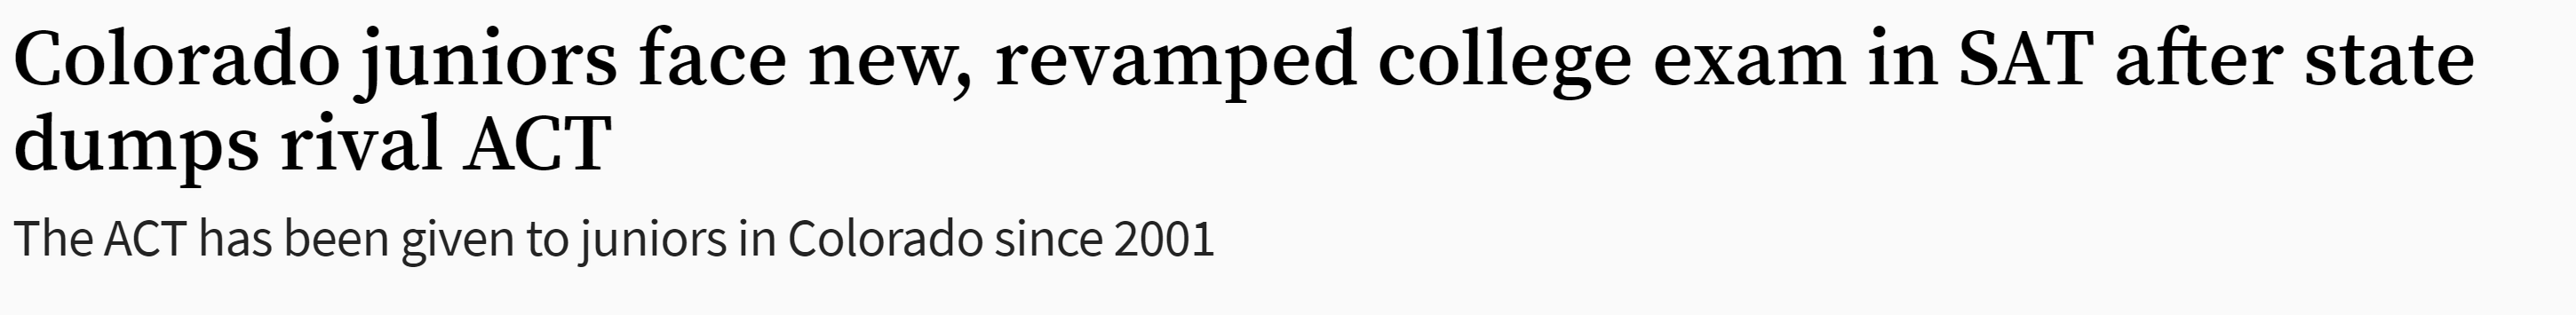 Colorado juniors face new, revamped college exam in SAT after state
dumps rival ACT
The ACT has been given to juniors in Colorado since 2001